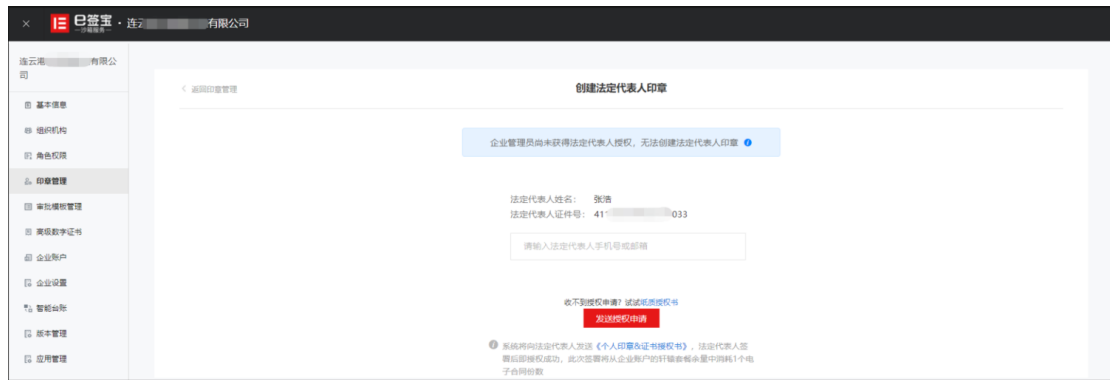 × e签宝 · 连云 有限公司
—沙箱服务—
连云港 有限公
司
基本信息
组织机构
角色权限
印章管理
审批模板管理
高级数字证书
企业账户
企业设置
智能台账
版本管理
应用管理
< 返回印章管理
创建法定代表人印章
企业管理员尚未获得法定代表人授权，无法创建法定代表人印章
法定代表人姓名： 张浩
法定代表人证件号： 411 033
请输入法定代表人手机号或邮箱
收不到授权申请？试试纸质授权书
发送授权申请
系统将向法定代表人发送《个人印章&证书授权书》，法定代表人签
署后即授权成功，此次签署将从企业账户的轩辕套餐余量中消耗1个电
子合同份数